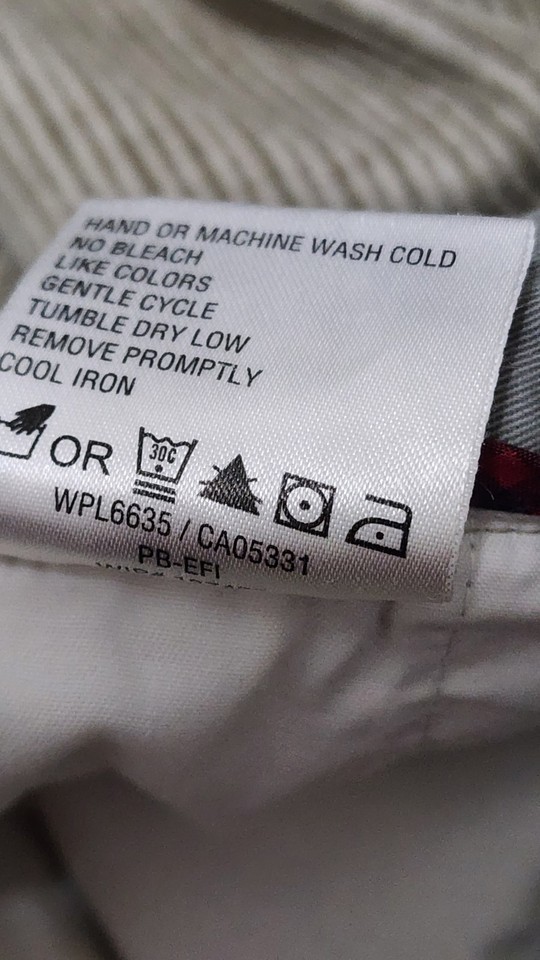 HAND OR MACHINE WASH COLD
NO BLEACH
LIKE COLORS
GENTLE CYCLE
TUMBLE DRY LOW
REMOVE PROMPTLY
COOL IRON
OR 30C
WPL6635 / CA05331
PB-EFI